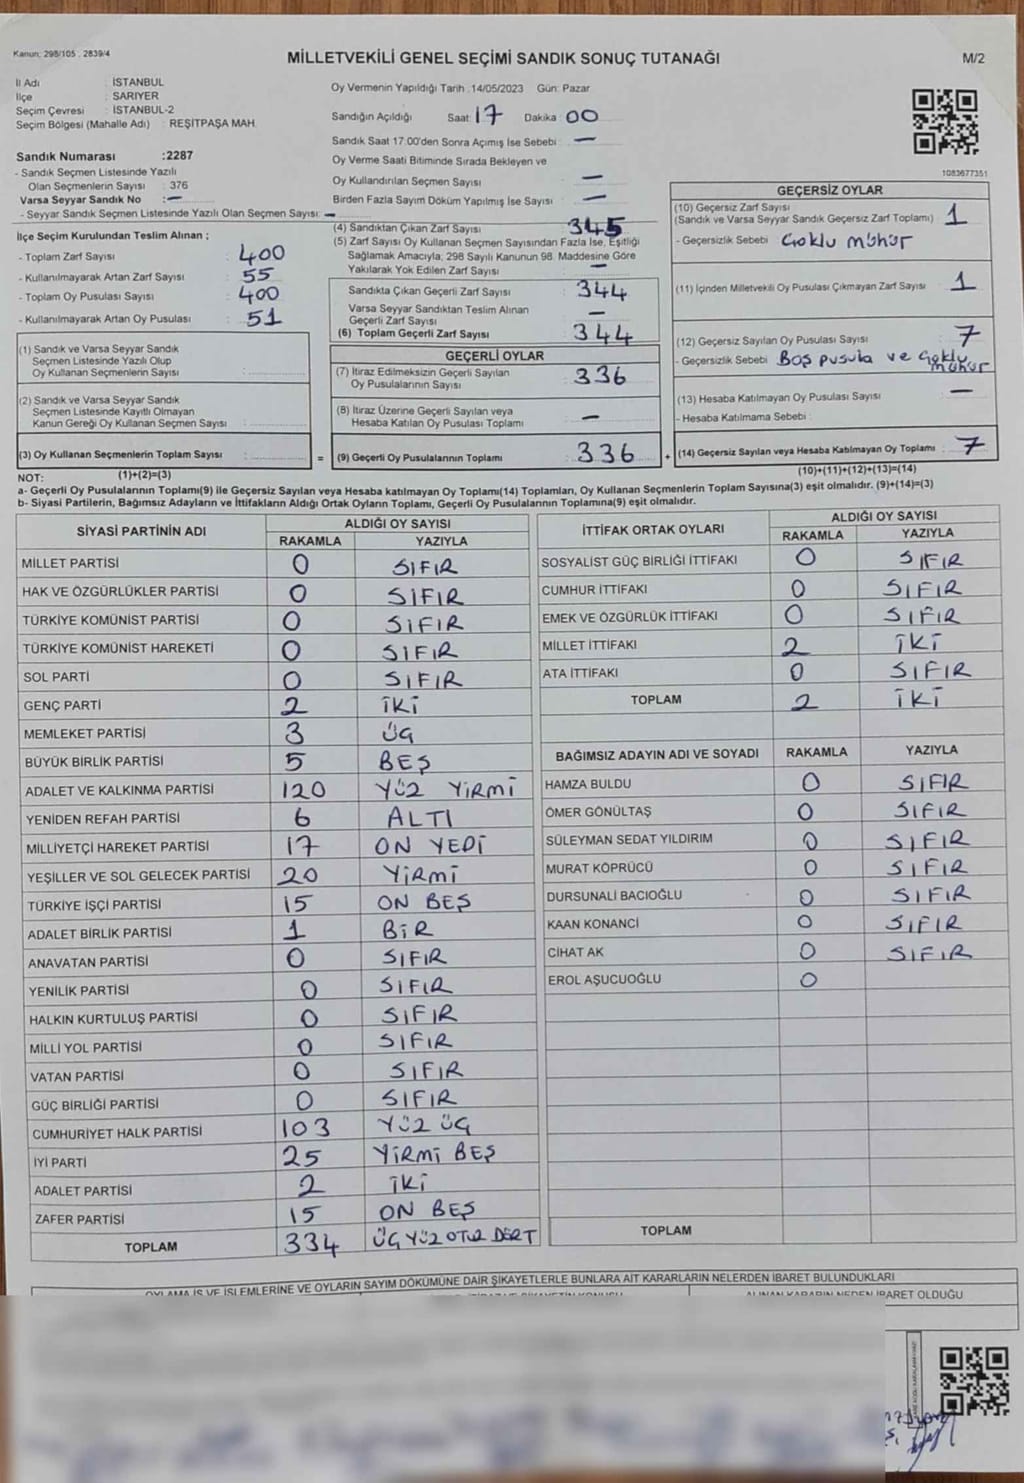 Kanun: 298/105 . 2839/4
MİLLETVEKİLİ GENEL SEÇİMİ SANDIK SONUÇ TUTANAĞI
M/2
İl Adı : İSTANBUL
İlçe : SARIYER
Seçim Çevresi : İSTANBUL-2
Seçim Bölgesi (Mahalle Adı) : REŞİTPAŞA MAH.
Sandık Numarası :2287
- Sandık Seçmen Listesinde Yazılı
Olan Seçmenlerin Sayısı : 376
Varsa Seyyar Sandık No : —
- Seyyar Sandık Seçmen Listesinde Yazılı Olan Seçmen Sayısı: —
Oy Vermenin Yapıldığı Tarih :14/05/2023 Gün: Pazar
Sandığın Açıldığı Saat: 17 Dakika 00
Sandık Saat 17:00'den Sonra Açımış İse Sebebi : —
Oy Verme Saati Bitiminde Sırada Bekleyen ve
Oy Kullandırılan Seçmen Sayısı : —
Birden Fazla Sayım Döküm Yapılmış İse Sayısı : —
1083677351
İlçe Seçim Kurulundan Teslim Alınan ;
- Toplam Zarf Sayısı : 400
- Kullanılmayarak Artan Zarf Sayısı : 55
- Toplam Oy Pusulası Sayısı : 400
- Kullanılmayarak Artan Oy Pusulası : 51
(4) Sandıktan Çıkan Zarf Sayısı : 345
(5) Zarf Sayısı Oy Kullanan Seçmen Sayısından Fazla İse, Eşitliği
Sağlamak Amacıyla; 298 Sayılı Kanunun 98. Maddesine Göre
Yakılarak Yok Edilen Zarf Sayısı : —
Sandıkta Çıkan Geçerli Zarf Sayısı : 344
Varsa Seyyar Sandıktan Teslim Alınan
Geçerli Zarf Sayısı : —
(6) Toplam Geçerli Zarf Sayısı : 344
GEÇERSİZ OYLAR
(10) Geçersiz Zarf Sayısı
(Sandık ve Varsa Seyyar Sandık Geçersiz Zarf Toplamı) : 1
- Geçersizlik Sebebi : Çoklu mühür
(11) İçinden Milletvekili Oy Pusulası Çıkmayan Zarf Sayısı : 1
(12) Geçersiz Sayılan Oy Pusulası Sayısı : 7
- Geçersizlik Sebebi : Boş pusula ve Çoklu
mühür
(13) Hesaba Katılmayan Oy Pusulası Sayısı : —
- Hesaba Katılmama Sebebi :
(14) Geçersiz Sayılan veya Hesaba Katılmayan Oy Toplamı : 7
(10)+(11)+(12)+(13)=(14)
(1) Sandık ve Varsa Seyyar Sandık
Seçmen Listesinde Yazılı Olup
Oy Kullanan Seçmenlerin Sayısı :
(2) Sandık ve Varsa Seyyar Sandık
Seçmen Listesinde Kayıtlı Olmayan
Kanun Gereği Oy Kullanan Seçmen Sayısı :
(3) Oy Kullanan Seçmenlerin Toplam Sayısı : =
GEÇERLİ OYLAR
(7) İtiraz Edilmeksizin Geçerli Sayılan
Oy Pusulalarının Sayısı : 336
(8) İtiraz Üzerine Geçerli Sayılan veya
Hesaba Katılan Oy Pusulası Toplamı : —
(9) Geçerli Oy Pusulalarının Toplamı : 336 +
NOT: (1)+(2)=(3)
a- Geçerli Oy Pusulalarının Toplamı(9) ile Geçersiz Sayılan veya Hesaba katılmayan Oy Toplamı(14) Toplamları, Oy Kullanan Seçmenlerin Toplam Sayısına(3) eşit olmalıdır. (9)+(14)=(3)
b- Siyasi Partilerin, Bağımsız Adayların ve İttifakların Aldığı Ortak Oyların Toplamı, Geçerli Oy Pusulalarının Toplamına(9) eşit olmalıdır.
SİYASİ PARTİNİN ADI ALDIĞI OY SAYISI
RAKAMLA YAZIYLA
MİLLET PARTİSİ 0 SIFIR
HAK VE ÖZGÜRLÜKLER PARTİSİ 0 SIFIR
TÜRKİYE KOMÜNİST PARTİSİ 0 SIFIR
TÜRKİYE KOMÜNİST HAREKETİ 0 SIFIR
SOL PARTİ 0 SIFIR
GENÇ PARTİ 2 İKİ
MEMLEKET PARTİSİ 3 ÜÇ
BÜYÜK BİRLİK PARTİSİ 5 BEŞ
ADALET VE KALKINMA PARTİSİ 120 YÜZ YİRMİ
YENİDEN REFAH PARTİSİ 6 ALTI
MİLLİYETÇİ HAREKET PARTİSİ 17 ON YEDİ
YEŞİLLER VE SOL GELECEK PARTİSİ 20 YİRMİ
TÜRKİYE İŞÇİ PARTİSİ 15 ON BEŞ
ADALET BİRLİK PARTİSİ 1 BİR
ANAVATAN PARTİSİ 0 SIFIR
YENİLİK PARTİSİ 0 SIFIR
HALKIN KURTULUŞ PARTİSİ 0 SIFIR
MİLLİ YOL PARTİSİ 0 SIFIR
VATAN PARTİSİ 0 SIFIR
GÜÇ BİRLİĞİ PARTİSİ 0 SIFIR
CUMHURİYET HALK PARTİSİ 103 YÜZ ÜÇ
İYİ PARTİ 25 YİRMİ BEŞ
ADALET PARTİSİ 2 İKİ
ZAFER PARTİSİ 15 ON BEŞ
TOPLAM 334 ÜÇ YÜZ OTUZ DÖRT
İTTİFAK ORTAK OYLARI ALDIĞI OY SAYISI
RAKAMLA YAZIYLA
SOSYALİST GÜÇ BİRLİĞİ İTTİFAKI 0 SIFIR
CUMHUR İTTİFAKI 0 SIFIR
EMEK VE ÖZGÜRLÜK İTTİFAKI 0 SIFIR
MİLLET İTTİFAKI 2 İKİ
ATA İTTİFAKI 0 SIFIR
TOPLAM 2 İKİ
BAĞIMSIZ ADAYIN ADI VE SOYADI RAKAMLA YAZIYLA
HAMZA BULDU 0 SIFIR
ÖMER GÖNÜLTAŞ 0 SIFIR
SÜLEYMAN SEDAT YILDIRIM 0 SIFIR
MURAT KÖPRÜCÜ 0 SIFIR
DURSUNALİ BACIOĞLU 0 SIFIR
KAAN KONANCİ 0 SIFIR
CİHAT AK 0 SIFIR
EROL AŞUCUOĞLU 0
TOPLAM
OYLAMA İŞ VE İŞLEMLERİNE VE OYLARIN SAYIM DÖKÜMÜNE DAİR ŞİKAYETLERLE BUNLARA AİT KARARLARIN NELERDEN İBARET BULUNDUKLARI
ALINAN KARARIN NEDEN İBARET OLDUĞU